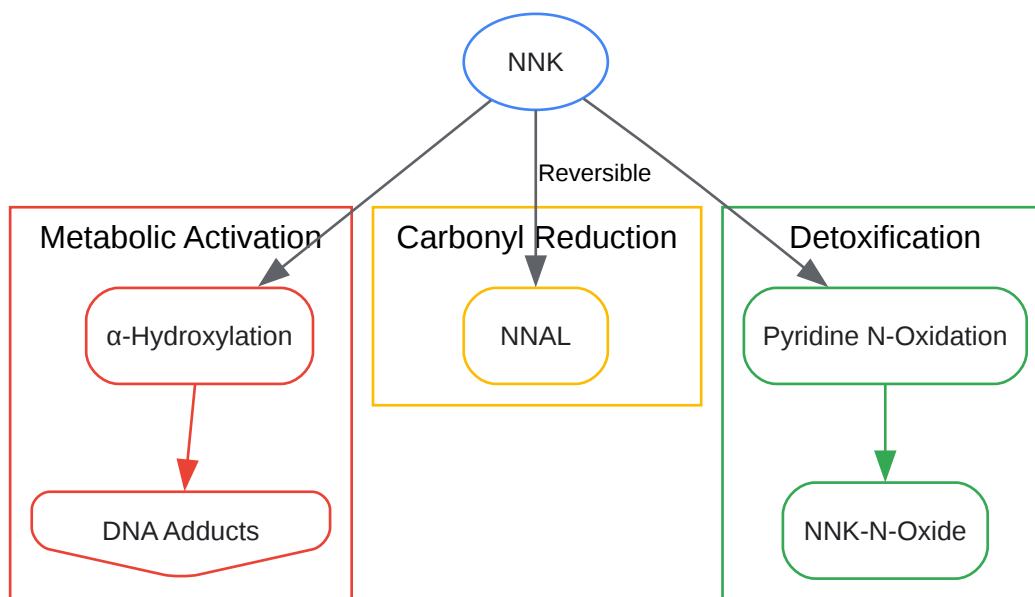 NNK
Reversible
Metabolic Activation
Carbonyl Reduction
Detoxification
α-Hydroxylation
NNAL
Pyridine N-Oxidation
DNA Adducts
NNK-N-Oxide